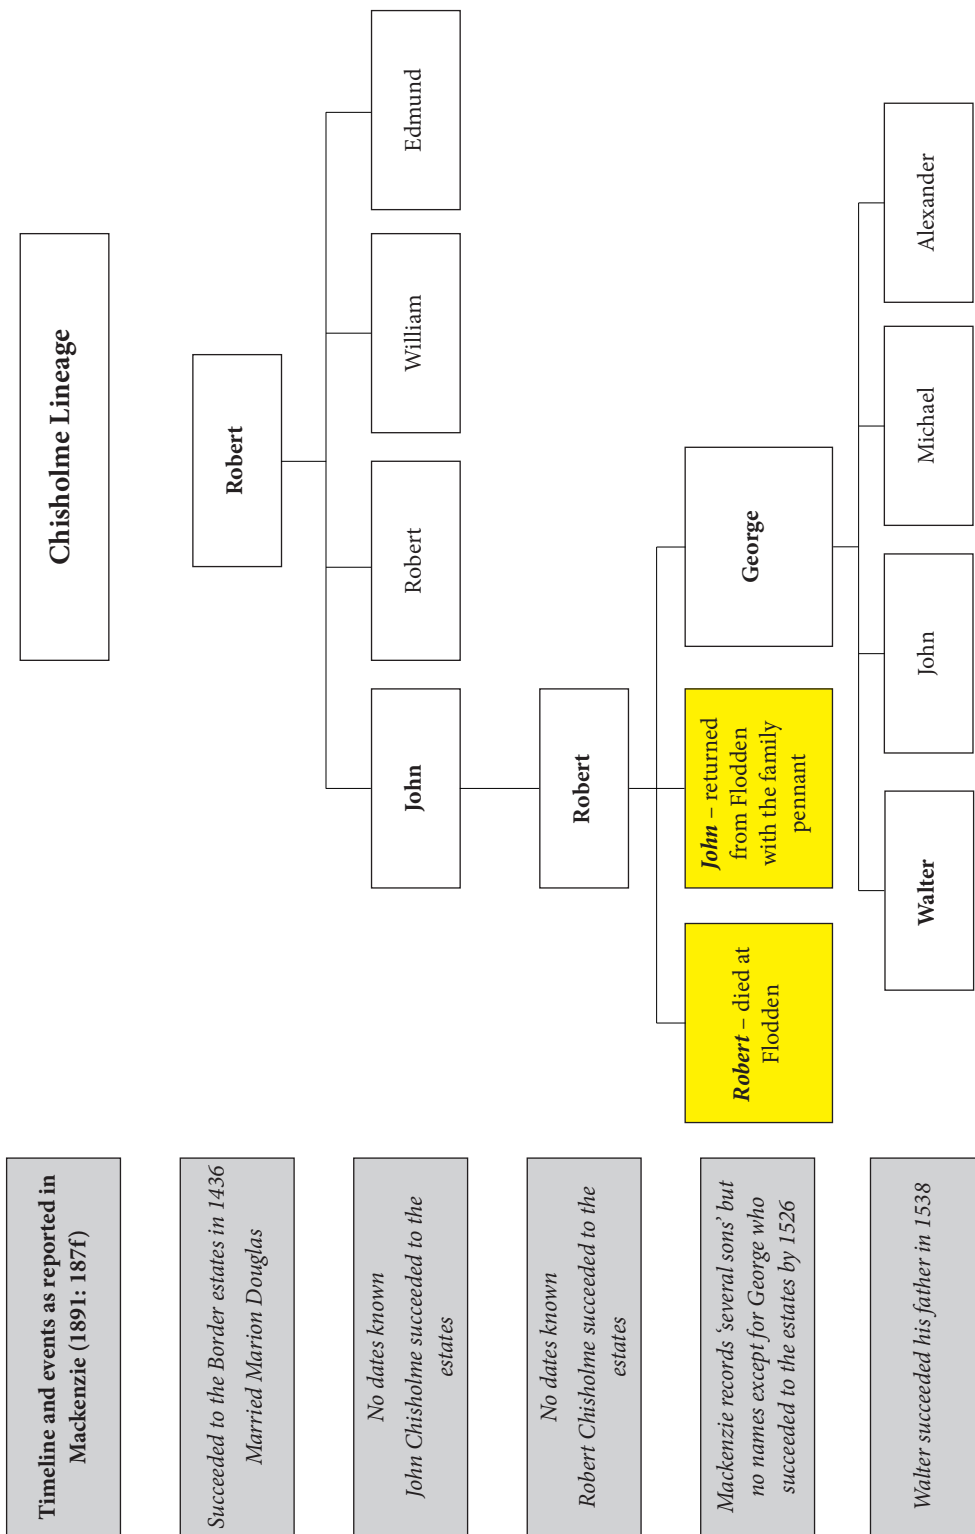 Timeline and events as reported in
Mackenzie (1891: 187f)
Chisholme Lineage
Succeeded to the Border estates in 1436
Married Marion Douglas
Robert
No dates known
John Chisholme succeeded to the
estates
John
Robert
William
Edmund
No dates known
Robert Chisholme succeeded to the
estates
Robert
Mackenzie records ‘several sons’ but
no names except for George who
succeeded to the estates by 1526
Robert – died at
Flodden
John – returned
from Flodden
with the family
pennant
George
Walter succeeded his father in 1538
Walter
John
Michael
Alexander